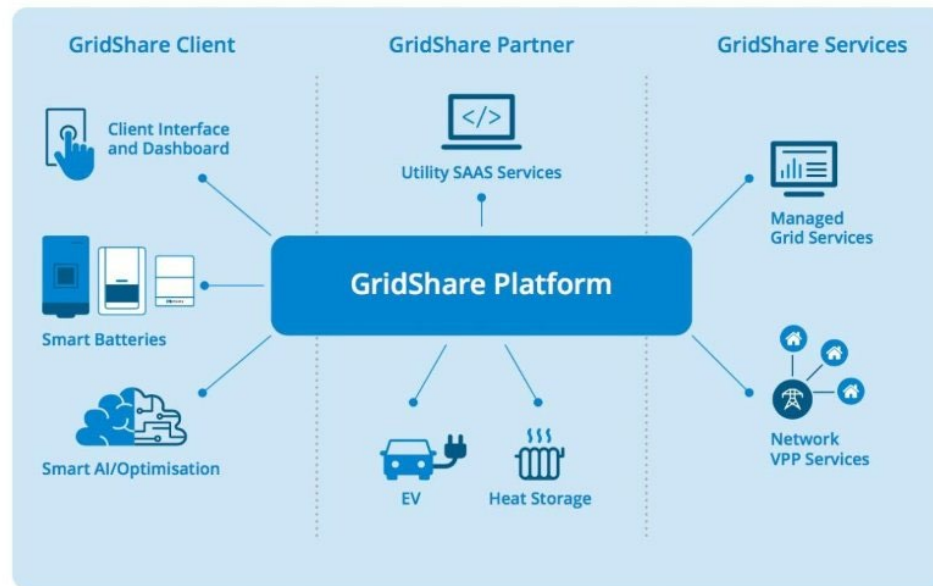 GridShare Client
GridShare Partner
GridShare Services
Client Interface
and Dashboard
</>
Utility SAAS Services
Managed
Grid Services
GridShare Platform
Smart Batteries
Smart AI/Optimisation
EV
Heat Storage
Network
VPP Services